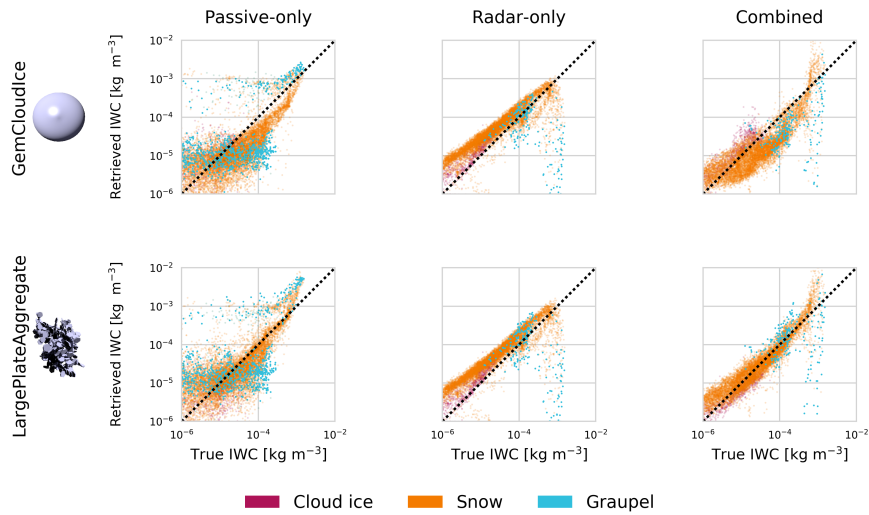 Passive-only Radar-only Combined
GemCloudIce
Retrieved IWC [kg m⁻³]
10⁻²
10⁻³
10⁻⁴
10⁻⁵
10⁻⁶
LargePlateAggregate
Retrieved IWC [kg m⁻³]
10⁻²
10⁻³
10⁻⁴
10⁻⁵
10⁻⁶
10⁻⁶ 10⁻⁴ 10⁻² 10⁻⁶ 10⁻⁴ 10⁻² 10⁻⁶ 10⁻⁴ 10⁻²
True IWC [kg m⁻³] True IWC [kg m⁻³] True IWC [kg m⁻³]
Cloud ice Snow Graupel